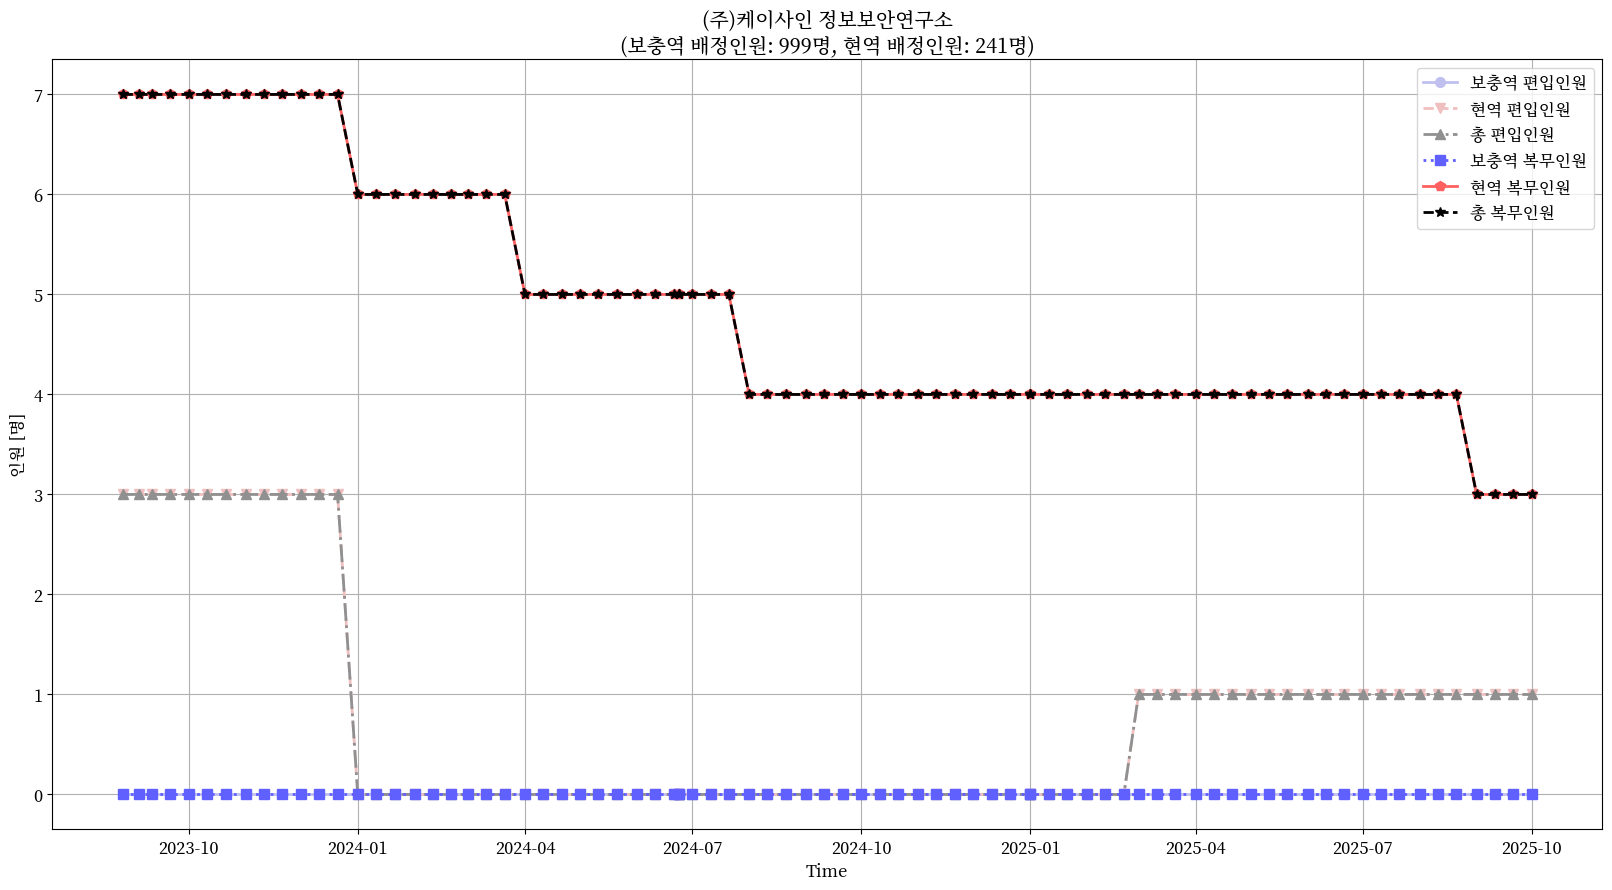 (주)케이사인 정보보안연구소
(보충역 배정인원: 999명, 현역 배정인원: 241명)
보충역 편입인원
현역 편입인원
총 편입인원
보충역 복무인원
현역 복무인원
총 복무인원
인원 [명]
7
6
5
4
3
2
1
0
2023-10
2024-01
2024-04
2024-07
2024-10
2025-01
2025-04
2025-07
2025-10
Time